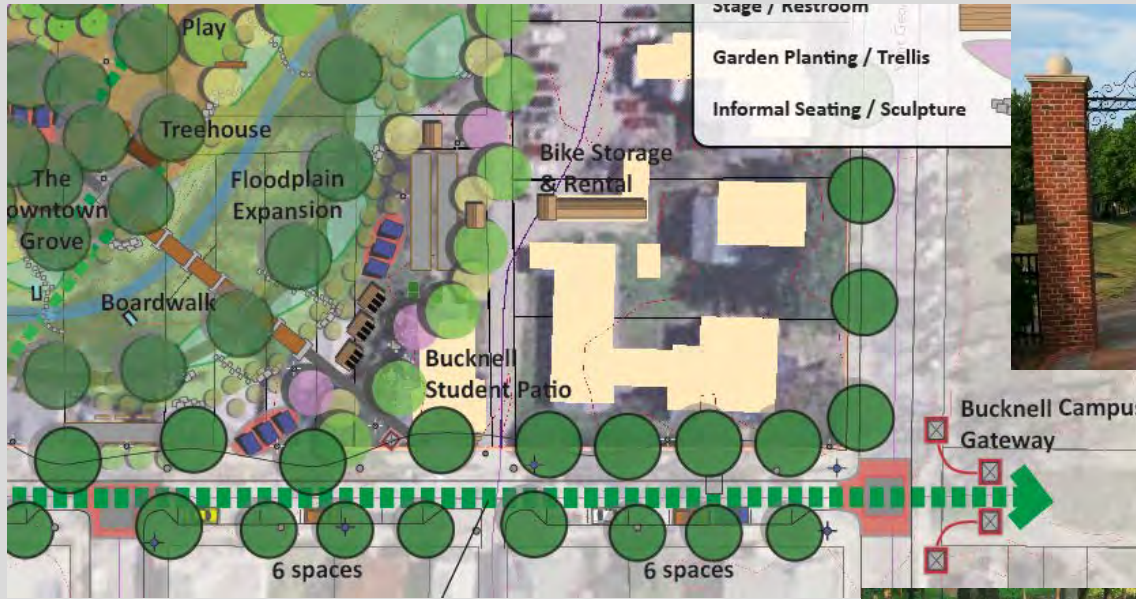 Stage / Restroom
Garden Planting / Trellis
Informal Seating / Sculpture
Play
Treehouse
The
owntown
Grove
Floodplain
Expansion
Boardwalk
Bike Storage
& Rental
Bucknell
Student Patio
Bucknell Campus
Gateway
6 spaces
6 spaces